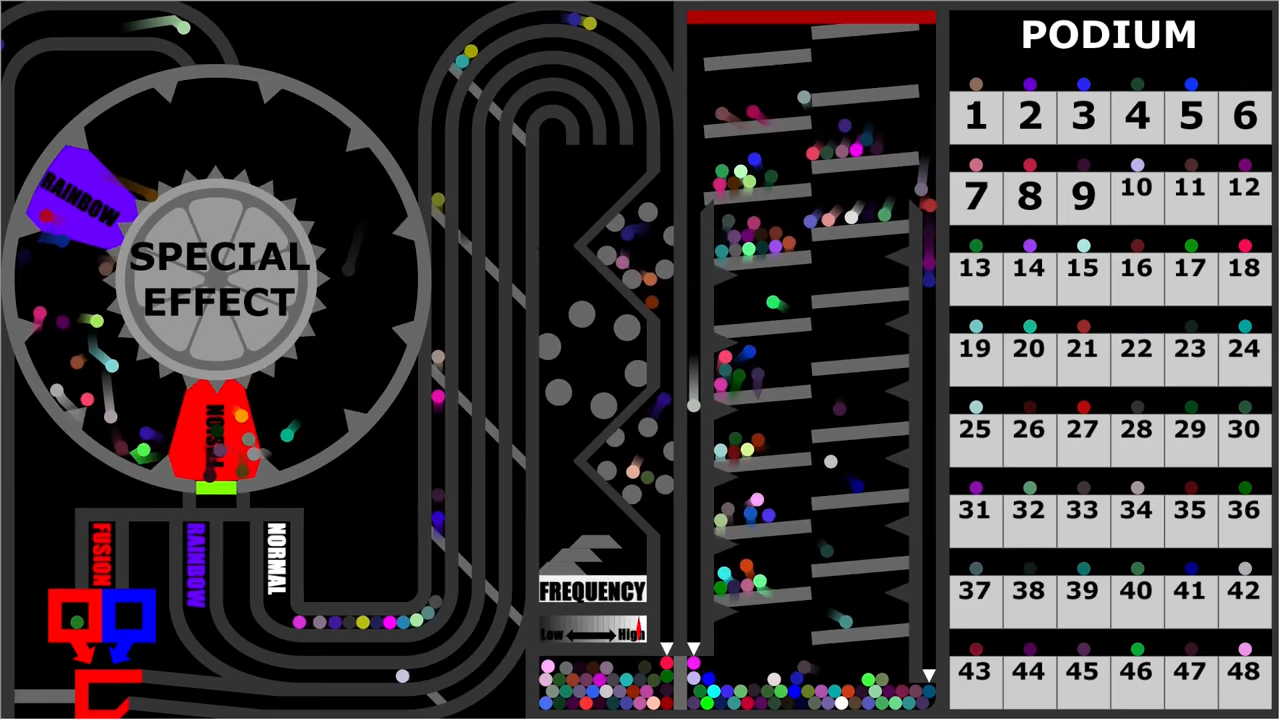 PODIUM
1 2 3 4 5 6
7 8 9 10 11 12
13 14 15 16 17 18
19 20 21 22 23 24
25 26 27 28 29 30
31 32 33 34 35 36
37 38 39 40 41 42
43 44 45 46 47 48
RAINBOW
SPECIAL
EFFECT
FUSION
RAINBOW
NORMAL
FREQUENCY
Low High